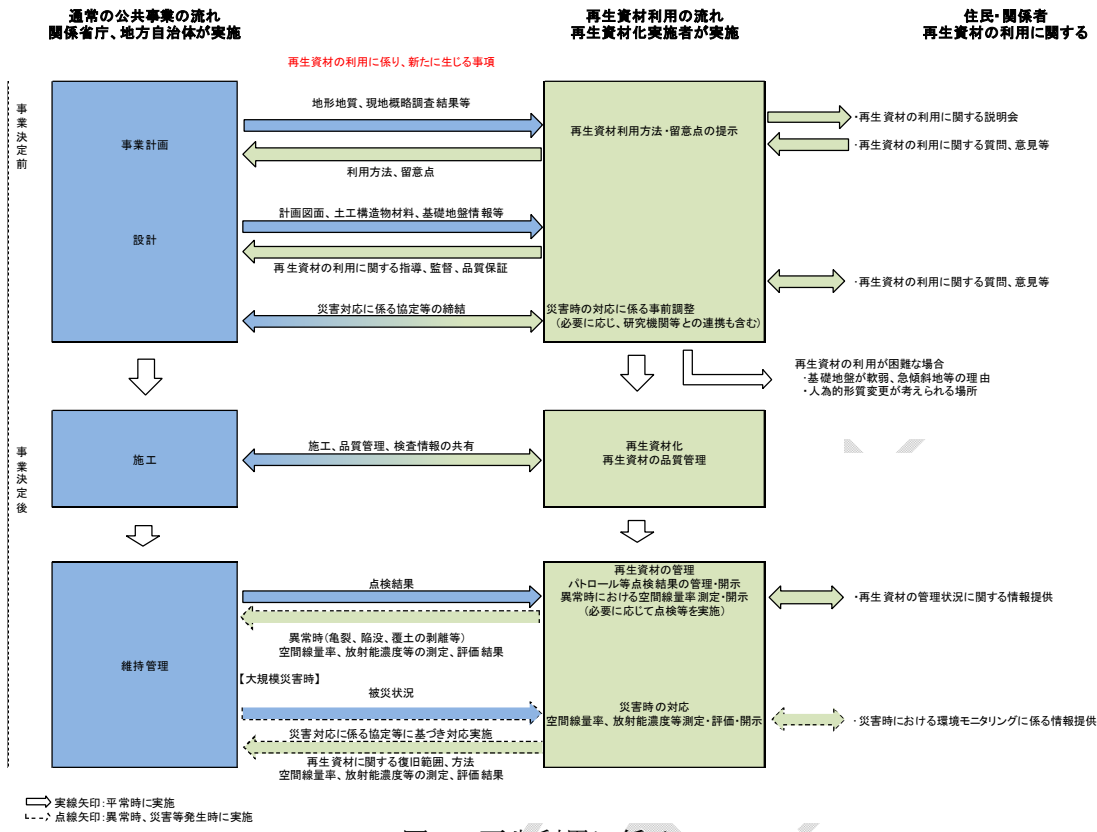 通常の公共事業の流れ
関係省庁、地方自治体が実施
再生資材利用の流れ
再生資材化実施者が実施
住民・関係者
再生資材の利用に関する
再生資材の利用に係り、新たに生じる事項
事業決定前
事業計画
地形地質、現地概略調査結果等
利用方法、留意点
再生資材利用方法・留意点の提示
・再生資材の利用に関する説明会
・再生資材の利用に関する質問、意見等
設計
計画図面、土工構造物材料、基礎地盤情報等
再生資材の利用に関する指導、監督、品質保証
・再生資材の利用に関する質問、意見等
災害対応に係る協定等の締結
災害時の対応に係る事前調整
（必要に応じ、研究機関等との連携も含む）
再生資材の利用が困難な場合
・基礎地盤が軟弱、急傾斜地等の理由
・人為的形質変更が考えられる場所
事業決定後
施工
施工、品質管理、検査情報の共有
再生資材化
再生資材の品質管理
維持管理
点検結果
異常時（亀裂、陥没、覆土の剥離等）
空間線量率、放射能濃度等の測定、評価結果
再生資材の管理
パトロール等点検結果の管理・開示
異常時における空間線量率測定・開示
（必要に応じて点検等を実施）
・再生資材の管理状況に関する情報提供
【大規模災害時】
被災状況
災害対応に係る協定等に基づき対応実施
再生資材に関する復旧範囲、方法
空間線量率、放射能濃度等の測定、評価結果
災害時の対応
空間線量率、放射能濃度等測定・評価・開示
・災害時における環境モニタリングに係る情報提供
実線矢印：平常時に実施
点線矢印：異常時、災害等発生時に実施